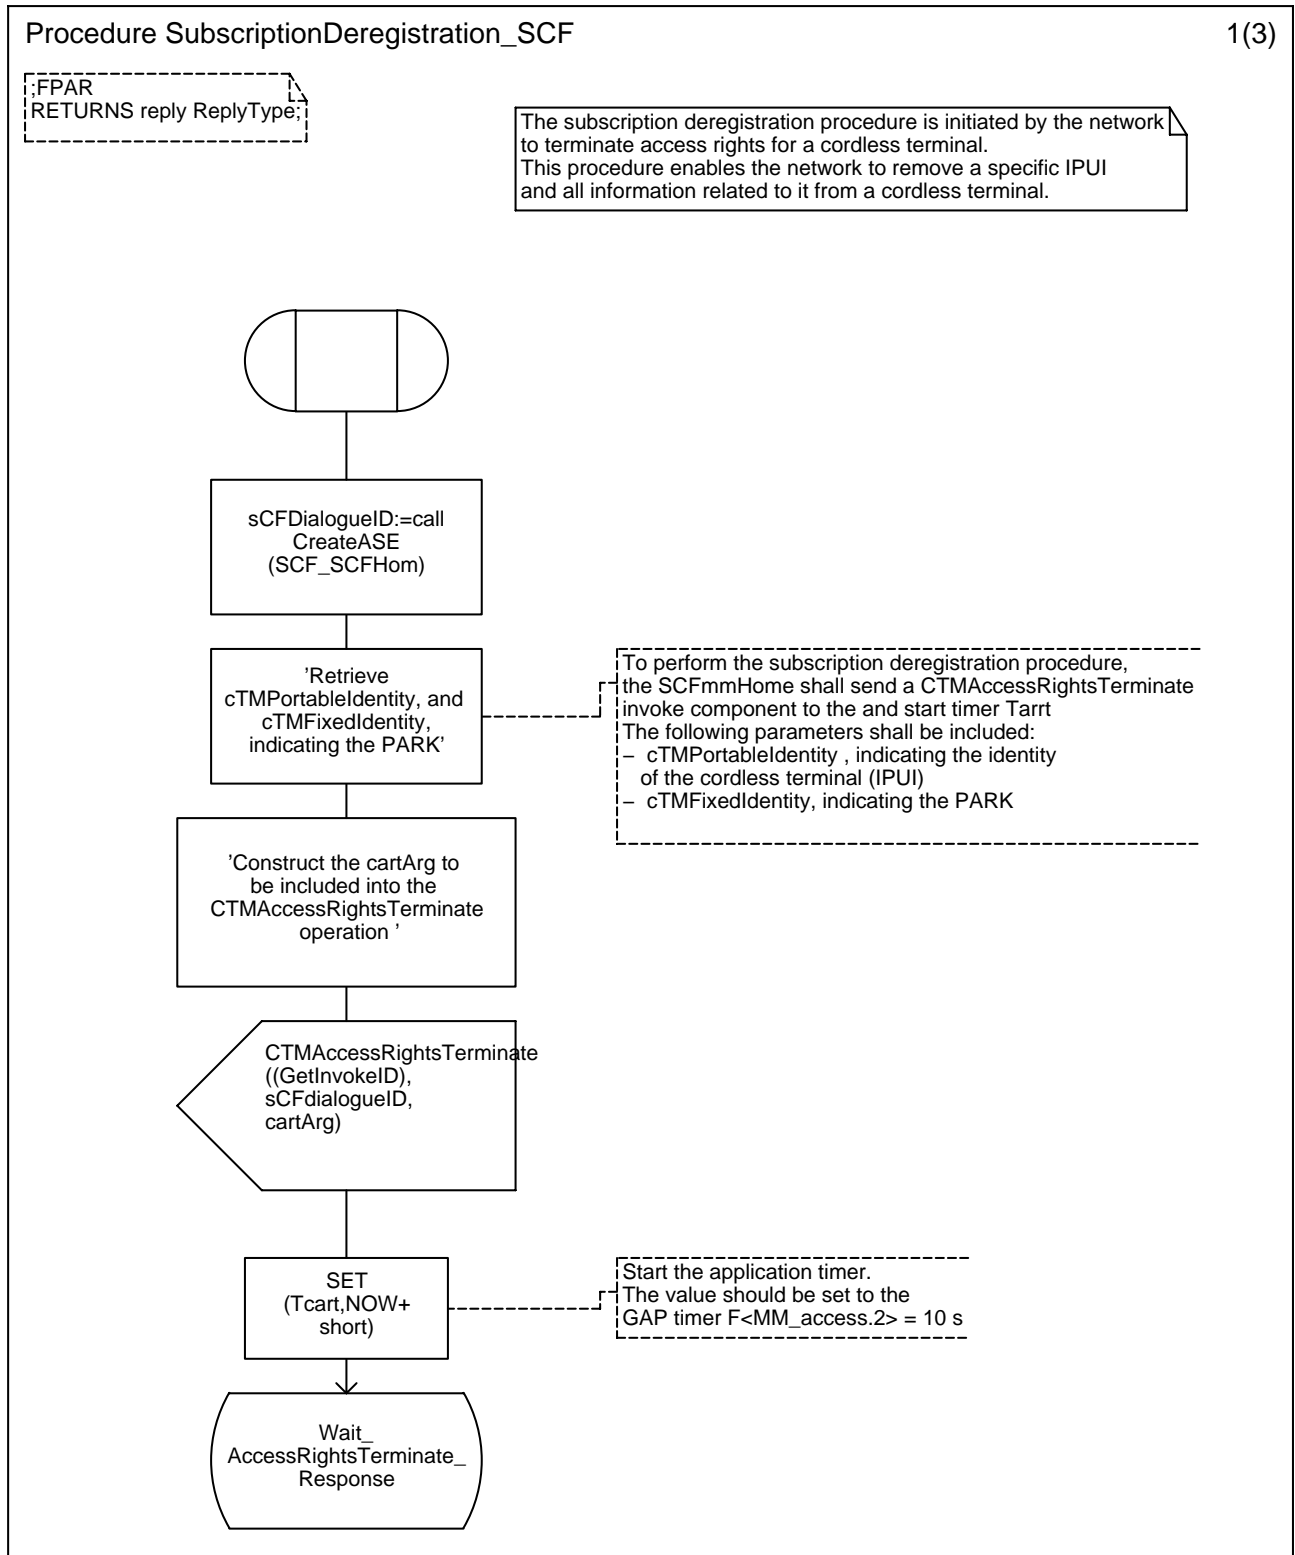 Procedure SubscriptionDeregistration_SCF
1(3)
;FPAR
RETURNS reply ReplyType;
The subscription deregistration procedure is initiated by the network
to terminate access rights for a cordless terminal.
This procedure enables the network to remove a specific IPUI
and all information related to it from a cordless terminal.
sCFDialogueID:=call
CreateASE
(SCF_SCFHom)
’Retrieve
cTMPortableIdentity, and
cTMFixedIdentity,
indicating the PARK’
To perform the subscription deregistration procedure,
the SCFmmHome shall send a CTMAccessRightsTerminate
invoke component to the and start timer Tarrt
The following parameters shall be included:
– cTMPortableIdentity , indicating the identity
of the cordless terminal (IPUI)
– cTMFixedIdentity, indicating the PARK
’Construct the cartArg to
be included into the
CTMAccessRightsTerminate
operation ’
CTMAccessRightsTerminate
((GetInvokeID),
sCFdialogueID,
cartArg)
SET
(Tcart,NOW+
short)
Start the application timer.
The value should be set to the
GAP timer F<MM_access.2> = 10 s
Wait_
AccessRightsTerminate_
Response